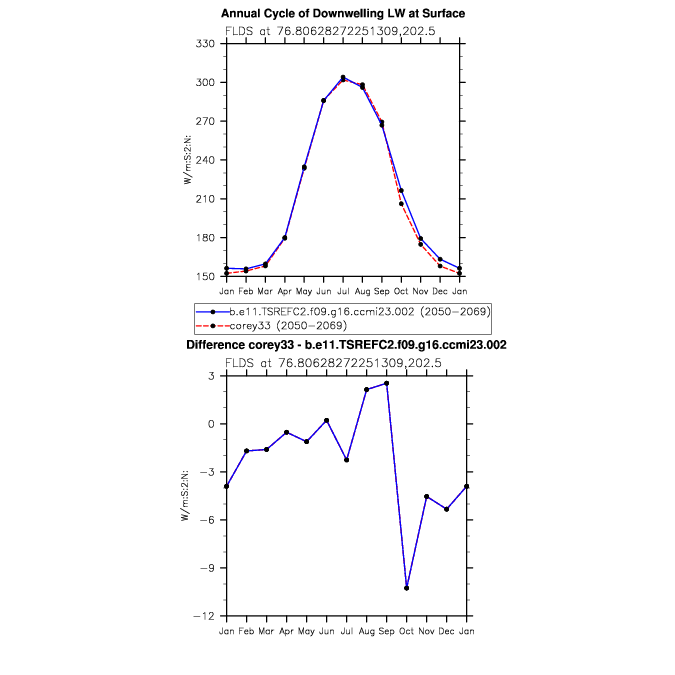 Annual Cycle of Downwelling LW at Surface
FLDS at 76.80628272251309,202.5
330
300
270
240
210
180
150
W/m:S:2:N:
Jan Feb Mar Apr May Jun Jul Aug Sep Oct Nov Dec Jan
b.e11.TSREFC2.f09.g16.ccmi23.002 (2050-2069)
corey33 (2050-2069)
Difference corey33 - b.e11.TSREFC2.f09.g16.ccmi23.002
FLDS at 76.80628272251309,202.5
3
0
-3
-6
-9
-12
W/m:S:2:N:
Jan Feb Mar Apr May Jun Jul Aug Sep Oct Nov Dec Jan